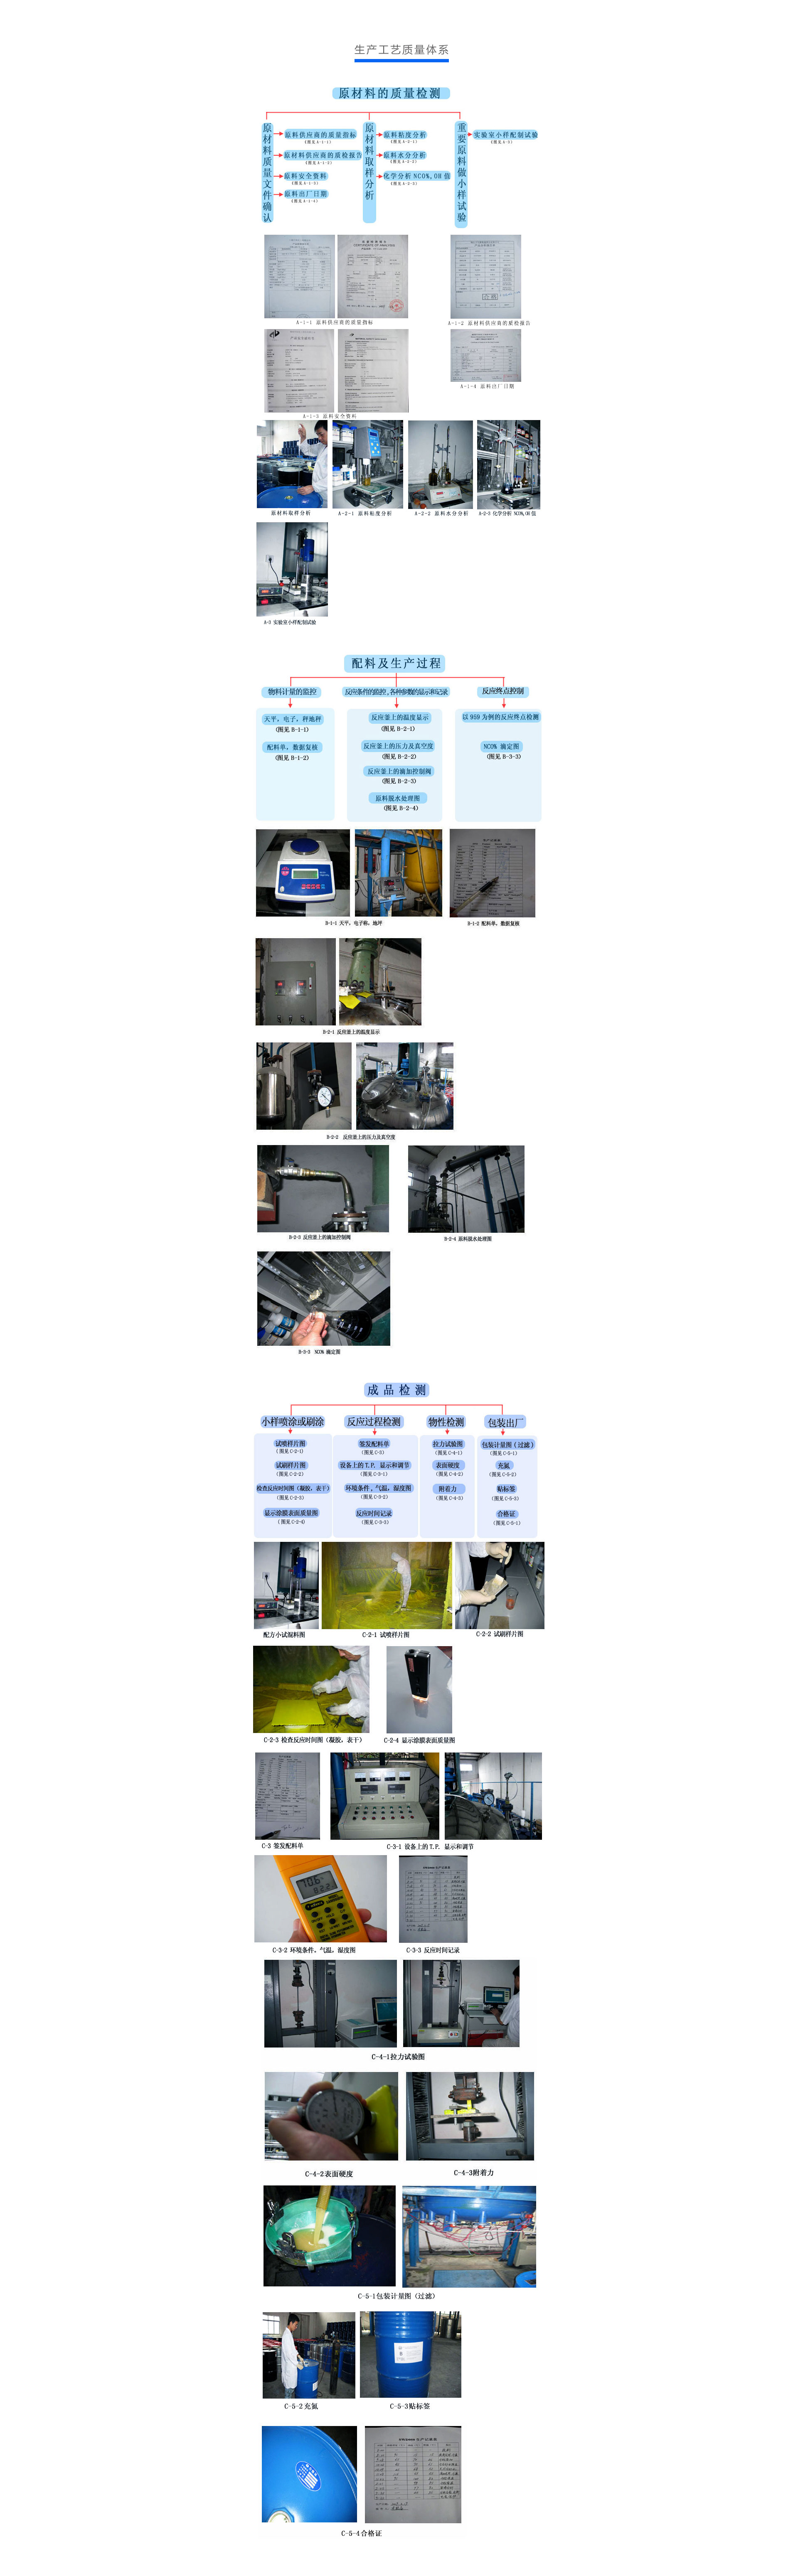 生产工艺质量体系
原材料的质量检测
原材料质量文件确认
原料供应商的质量指标
(图见 A-1-1)
原材料供应商的质检报告
(图见 A-1-2)
原料安全资料
(图见 A-1-3)
原料出厂日期
(图见 A-1-4)
原材料取样分析
原料粘度分析
(图见 A-2-1)
原料水分分析
(图见 A-2-2)
化学分析 NCO%, OH 值
(图见 A-2-3)
重要原料做小样试验
实验室小样配制试验
(图见 A-3)
A-1-1 原料供应商的质量指标
A-1-2 原材料供应商的质检报告
A-1-3 原料安全资料
A-1-4 原料出厂日期
原材料取样分析
A-2-1 原料粘度分析
A-2-2 原料水分分析
A-2-3 化学分析 NCO%, OH 值
A-3 实验室小样配制试验
配料及生产过程
物料计量的监控
天平，电子，秤地秤
(图见 B-1-1)
配料单，数据复核
(图见 B-1-2)
反应条件的监控,各种参数的显示和记录
反应釜上的温度显示
(图见 B-2-1)
反应釜上的压力及真空度
(图见 B-2-2)
反应釜上的滴加控制阀
(图见 B-2-3)
原料脱水处理图
(图见 B-2-4)
反应终点控制
以 959 为例的反应终点检测
NCO% 滴定图
(图见 B-3-3)
B-1-1 天平，电子称，地坪
B-1-2 配料单，数据复核
B-2-1 反应釜上的温度显示
B-2-2 反应釜上的压力及真空度
B-2-3 反应釜上的滴加控制阀
B-2-4 原料脱水处理图
B-3-3 NCO% 滴定图
成品检测
小样喷涂或刷涂
试喷样片图
(图见 C-2-1)
试刷样片图
(图见 C-2-2)
检查反应时间图(凝胶，表干)
(图见 C-2-3)
显示涂膜表面质量图
(图见 C-2-4)
反应过程检测
签发配料单
(图见 C-3)
设备上的 T.P. 显示和调节
(图见 C-3-1)
环境条件，气温，湿度图
(图见 C-3-2)
反应时间记录
(图见 C-3-3)
物性检测
拉力试验图
(图见 C-4-1)
表面硬度
(图见 C-4-2)
附着力
(图见 C-4-3)
包装出厂
包装计量图(过滤)
(图见 C-5-1)
充氮
(图见 C-5-2)
贴标签
(图见 C-5-3)
合格证
(图见 C-5-1)
配方小试混料图
C-2-1 试喷样片图
C-2-2 试刷样片图
C-2-3 检查反应时间图(凝胶，表干)
C-2-4 显示涂膜表面质量图
C-3 签发配料单
C-3-1 设备上的 T.P. 显示和调节
C-3-2 环境条件、气温，湿度图
C-3-3 反应时间记录
C-4-1拉力试验图
C-4-2表面硬度
C-4-3附着力
C-5-1包装计量图(过滤)
C-5-2充氮
C-5-3贴标签
C-5-4合格证